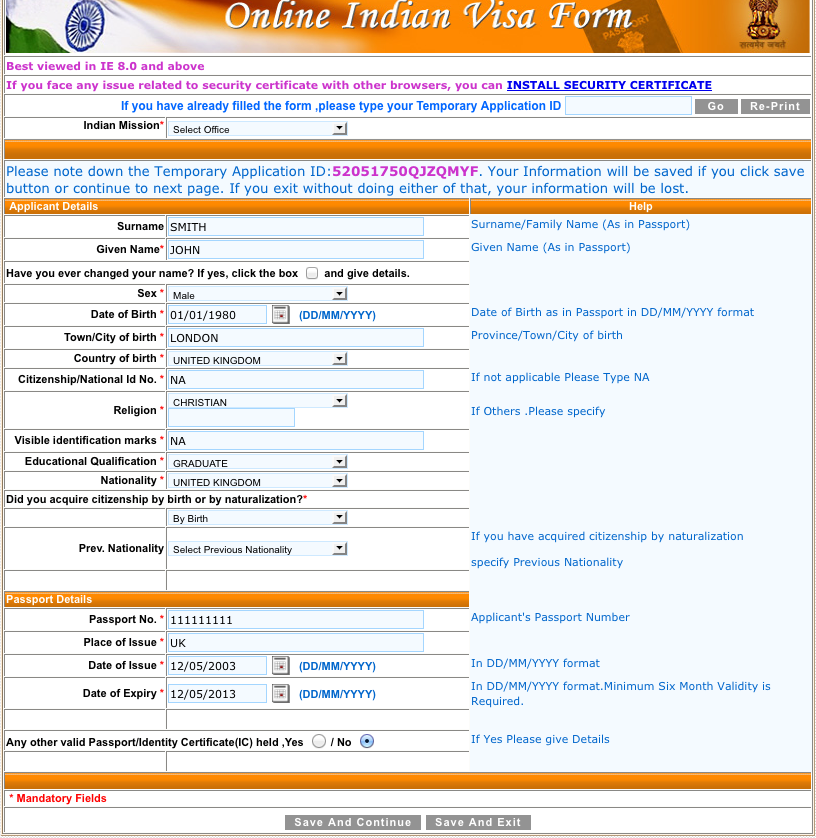 Online Indian Visa Form
PASSPORT
सत्यमेव जयते
Best viewed in IE 8.0 and above
If you face any issue related to security certificate with other browsers, you can INSTALL SECURITY CERTIFICATE
If you have already filled the form ,please type your Temporary Application ID Go Re-Print
Indian Mission* Select Office
Please note down the Temporary Application ID:52051750QJZQMYF. Your Information will be saved if you click save
button or continue to next page. If you exit without doing either of that, your information will be lost.
Applicant Details Help
Surname SMITH Surname/Family Name (As in Passport)
Given Name* JOHN Given Name (As in Passport)
Have you ever changed your name? If yes, click the box and give details.
Sex * Male
Date of Birth * 01/01/1980 (DD/MM/YYYY) Date of Birth as in Passport in DD/MM/YYYY format
Town/City of birth * LONDON Province/Town/City of birth
Country of birth * UNITED KINGDOM
Citizenship/National Id No. * NA If not applicable Please Type NA
Religion * CHRISTIAN If Others .Please specify
Visible identification marks * NA
Educational Qualification * GRADUATE
Nationality * UNITED KINGDOM
Did you acquire citizenship by birth or by naturalization?*
By Birth
Prev. Nationality Select Previous Nationality If you have acquired citizenship by naturalization
specify Previous Nationality
Passport Details
Passport No. * 111111111 Applicant's Passport Number
Place of Issue * UK
Date of Issue * 12/05/2003 (DD/MM/YYYY) In DD/MM/YYYY format
Date of Expiry * 12/05/2013 (DD/MM/YYYY) In DD/MM/YYYY format.Minimum Six Month Validity is
Required.
Any other valid Passport/Identity Certificate(IC) held ,Yes / No If Yes Please give Details
* Mandatory Fields
Save And Continue Save And Exit